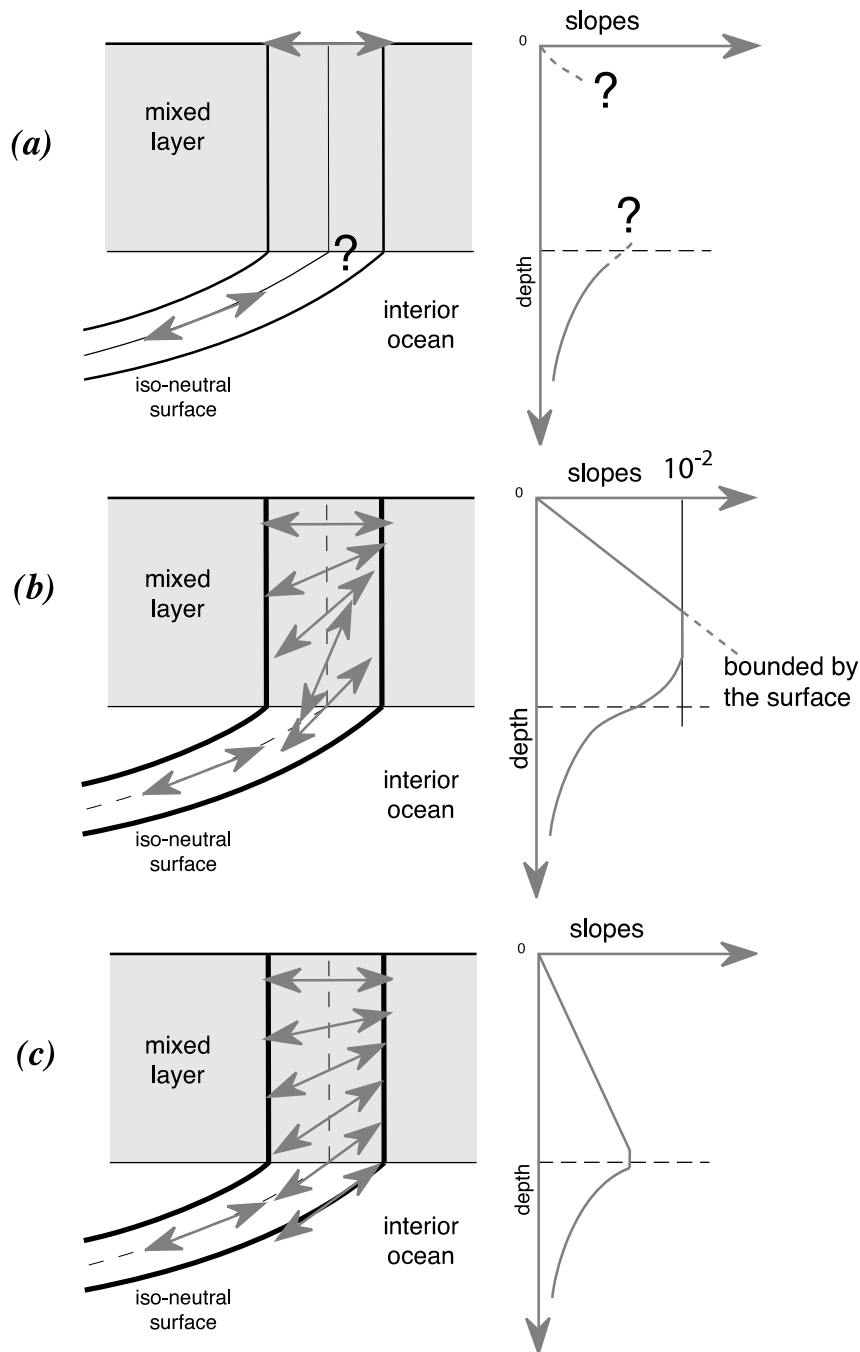 (a)
mixed
layer
?
interior
ocean
iso-neutral
surface
slopes
0
?
?
depth
(b)
mixed
layer
interior
ocean
iso-neutral
surface
slopes
10⁻²
0
bounded by
the surface
depth
(c)
mixed
layer
interior
ocean
iso-neutral
surface
slopes
0
depth